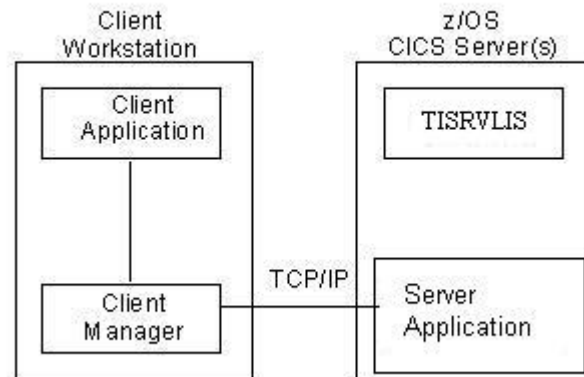 Client
Workstation
z/OS
CICS Server(s)
Client
Application
TISRVLIS
TCP/IP
Client
Manager
Server
Application